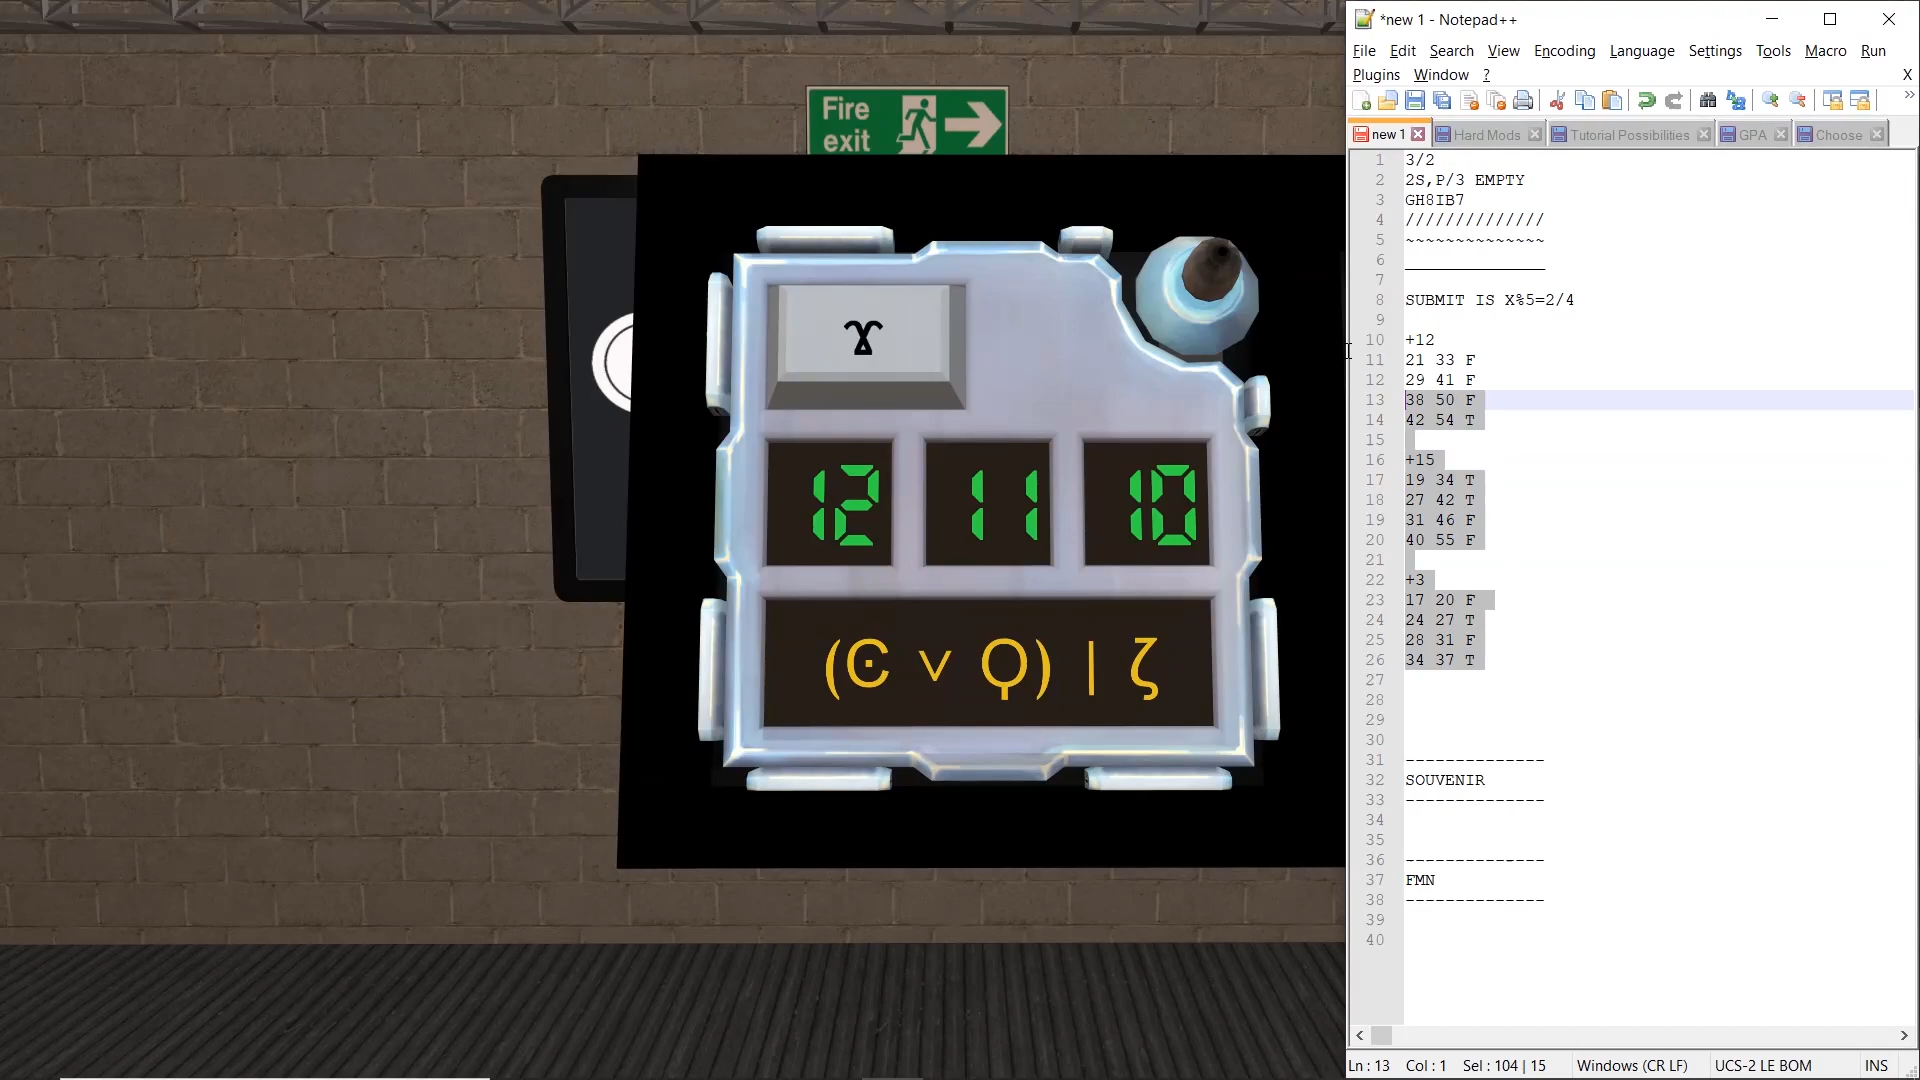 Fire
exit
ϫ
12 11 10
(Ͼ ∨ Ϙ) | ζ
*new 1 - Notepad++
File Edit Search View Encoding Language Settings Tools Macro Run
Plugins Window ? X
new 1 Hard Mods Tutorial Possibilities GPA Choose
1 3/2
2 2S,P/3 EMPTY
3 GH8IB7
4 //////////////
5 ~~~~~~~~~~~~~~
6 ______________
7
8 SUBMIT IS X%5=2/4
9
10 +12
11 21 33 F
12 29 41 F
13 38 50 F
14 42 54 T
15
16 +15
17 19 34 T
18 27 42 T
19 31 46 F
20 40 55 F
21
22 +3
23 17 20 F
24 24 27 T
25 28 31 F
26 34 37 T
27
28
29
30
31 --------------
32 SOUVENIR
33 --------------
34
35
36 --------------
37 FMN
38 --------------
39
40
Ln : 13 Col : 1 Sel : 104 | 15 Windows (CR LF) UCS-2 LE BOM INS